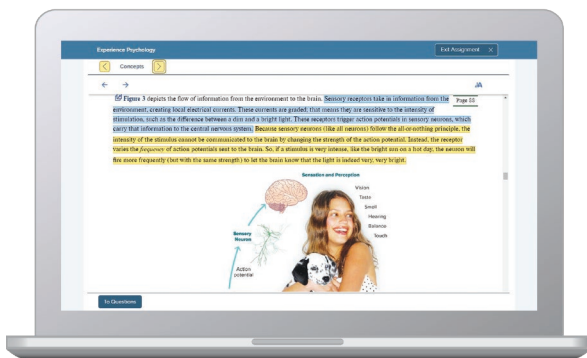 Experience Psychology
Exit Assignment ×
< Concepts >
← →
AA
Figure 3 depicts the flow of information from the environment to the brain. Sensory receptors take in information from the
Page 88
environment, creating local electrical currents. These currents are graded; that means they are sensitive to the intensity of
stimulation, such as the difference between a dim and a bright light. These receptors trigger action potentials in sensory neurons, which
carry that information to the central nervous system. Because sensory neurons (like all neurons) follow the all-or-nothing principle, the
intensity of the stimulus cannot be communicated to the brain by changing the strength of the action potential. Instead, the receptor
varies the frequency of action potentials sent to the brain. So, if a stimulus is very intense, like the bright sun on a hot day, the neuron will
fire more frequently (but with the same strength) to let the brain know that the light is indeed very, very bright.
Sensation and Perception
Vision
Taste
Smell
Hearing
Balance
Touch
Sensory
Neuron
Action
potential
To Questions